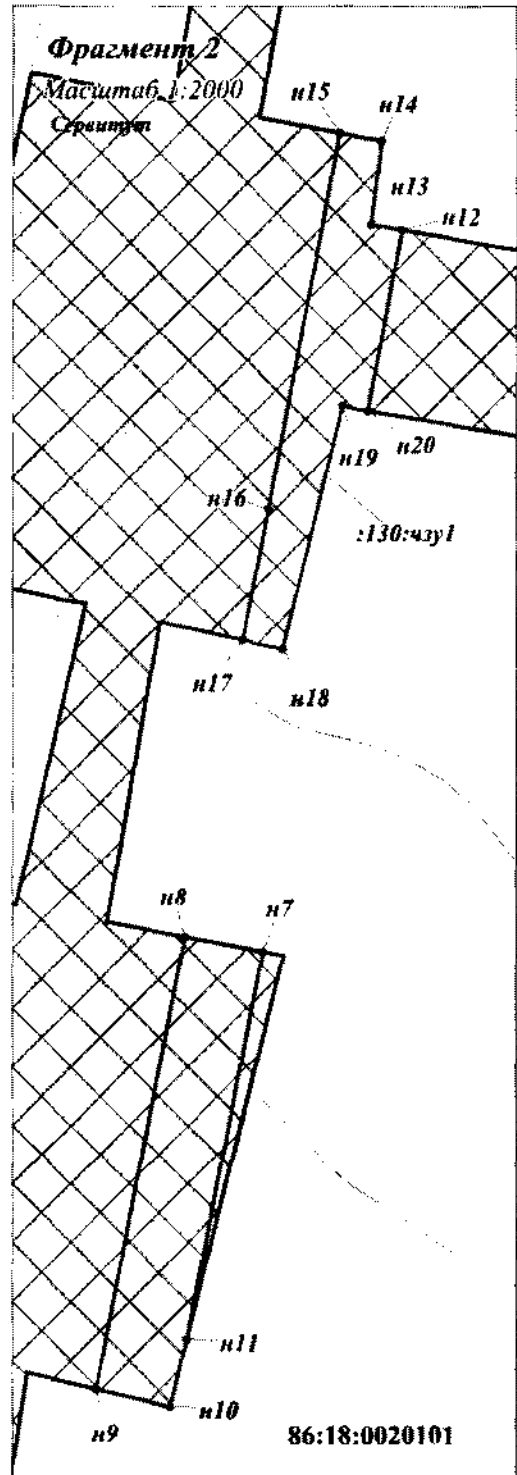 Фрагмент 2
Масштаб 1:2000
Сервитут
н15
н14
н13
н12
н19
н20
н16
:130:чзу1
н17
н18
н8
н7
н11
н10
н9
86:18:0020101